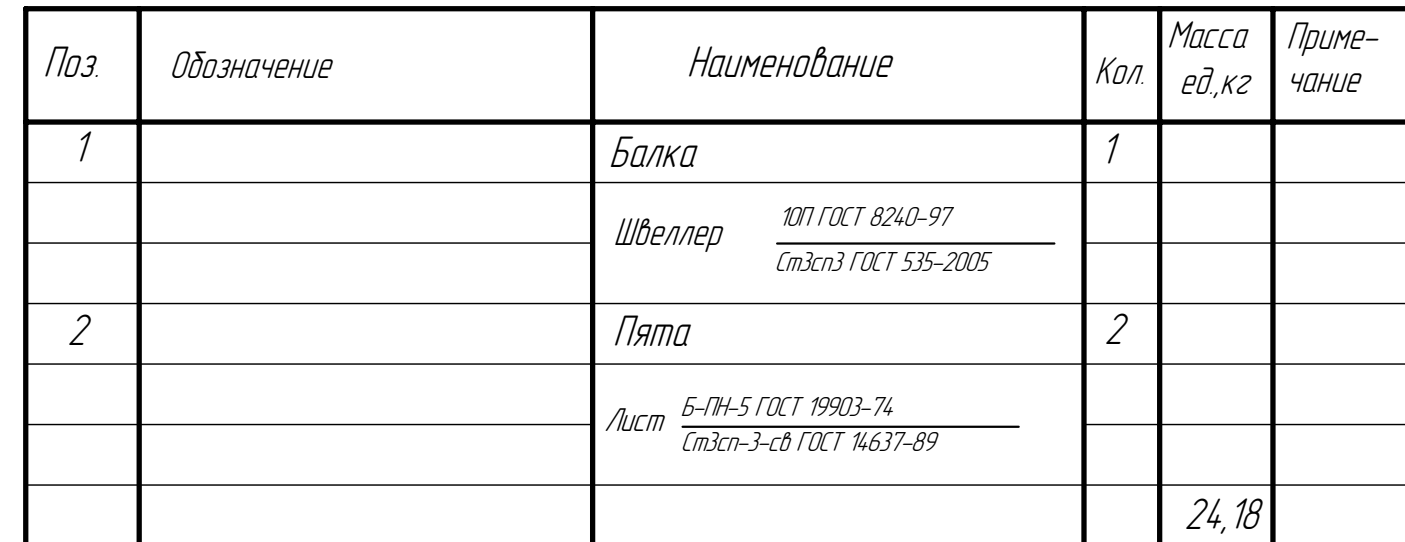 Поз. Обозначение Наименование Кол. Масса ед.,кг Приме-чание
1 Балка 1
Швеллер 10П ГОСТ 8240-97
Ст3сп3 ГОСТ 535-2005
2 Пята 2
Лист Б-ПН-5 ГОСТ 19903-74
Ст3сп-3-св ГОСТ 14637-89
24,18